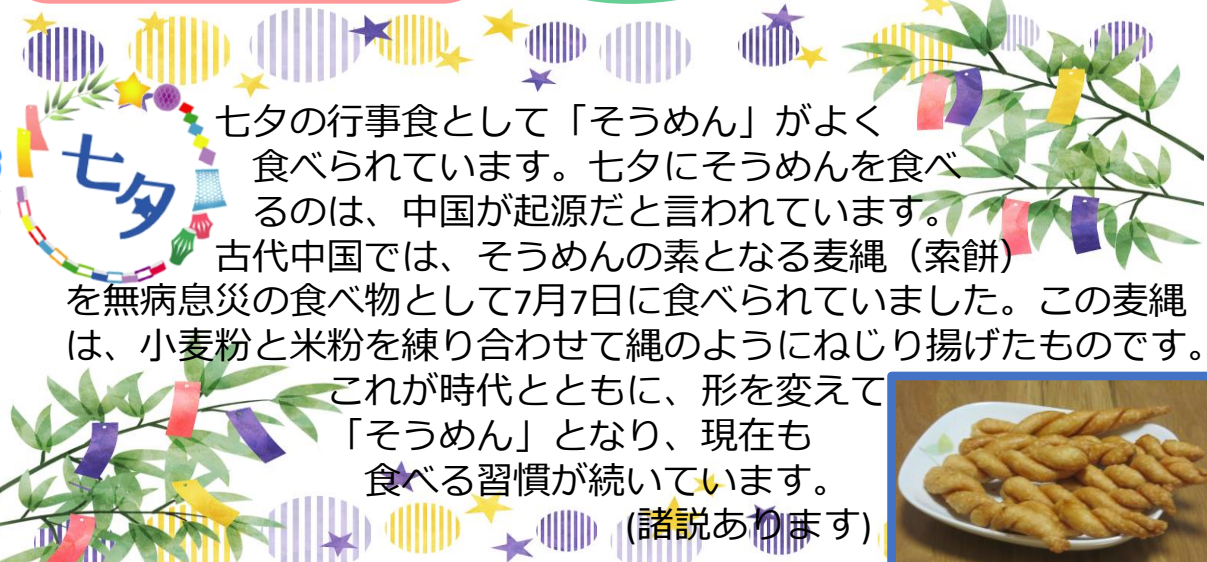 七夕
七夕の行事食として「そうめん」がよく
食べられています。七夕にそうめんを食べ
るのは、中国が起源だと言われています。
古代中国では、そうめんの素となる麦縄（索餅）
を無病息災の食べ物として7月7日に食べられていました。この麦縄
は、小麦粉と米粉を練り合わせて縄のようにねじり揚げたものです。
これが時代とともに、形を変えて
「そうめん」となり、現在も
食べる習慣が続いています。
(諸説あります)